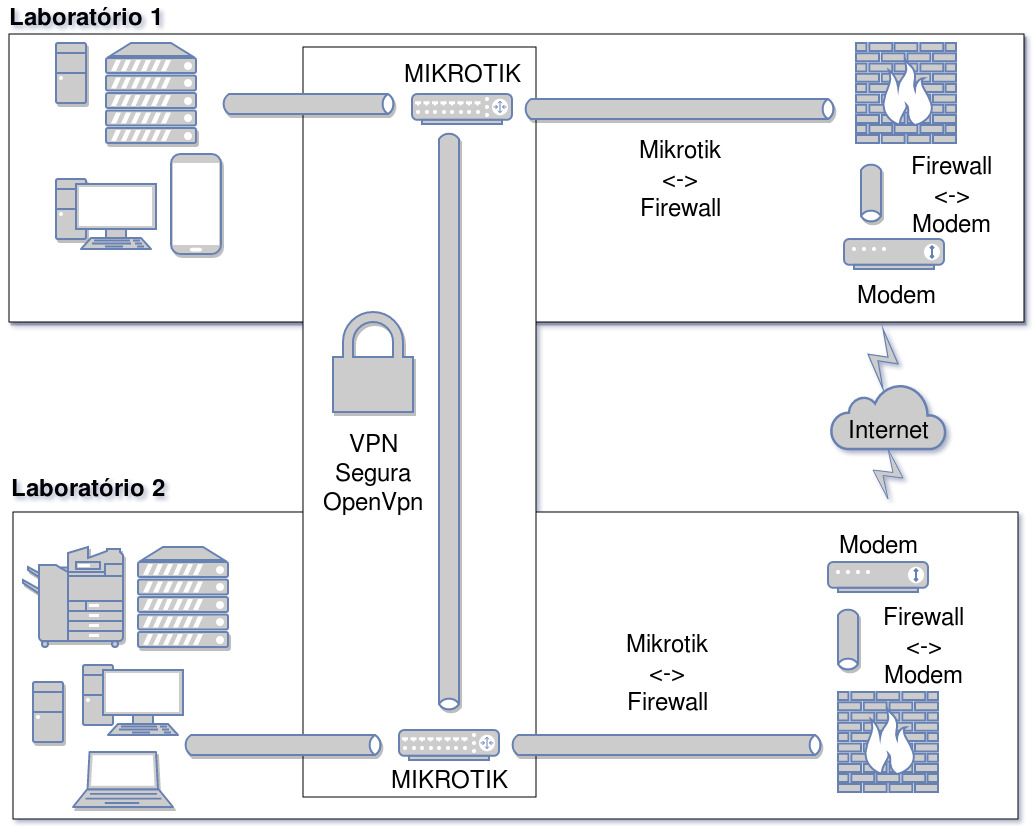 Laboratório 1
MIKROTIK
Mikrotik
<->
Firewall
Firewall
<->
Modem
Modem
Internet
VPN
Segura
OpenVpn
Laboratório 2
Modem
Firewall
<->
Modem
Mikrotik
<->
Firewall
MIKROTIK